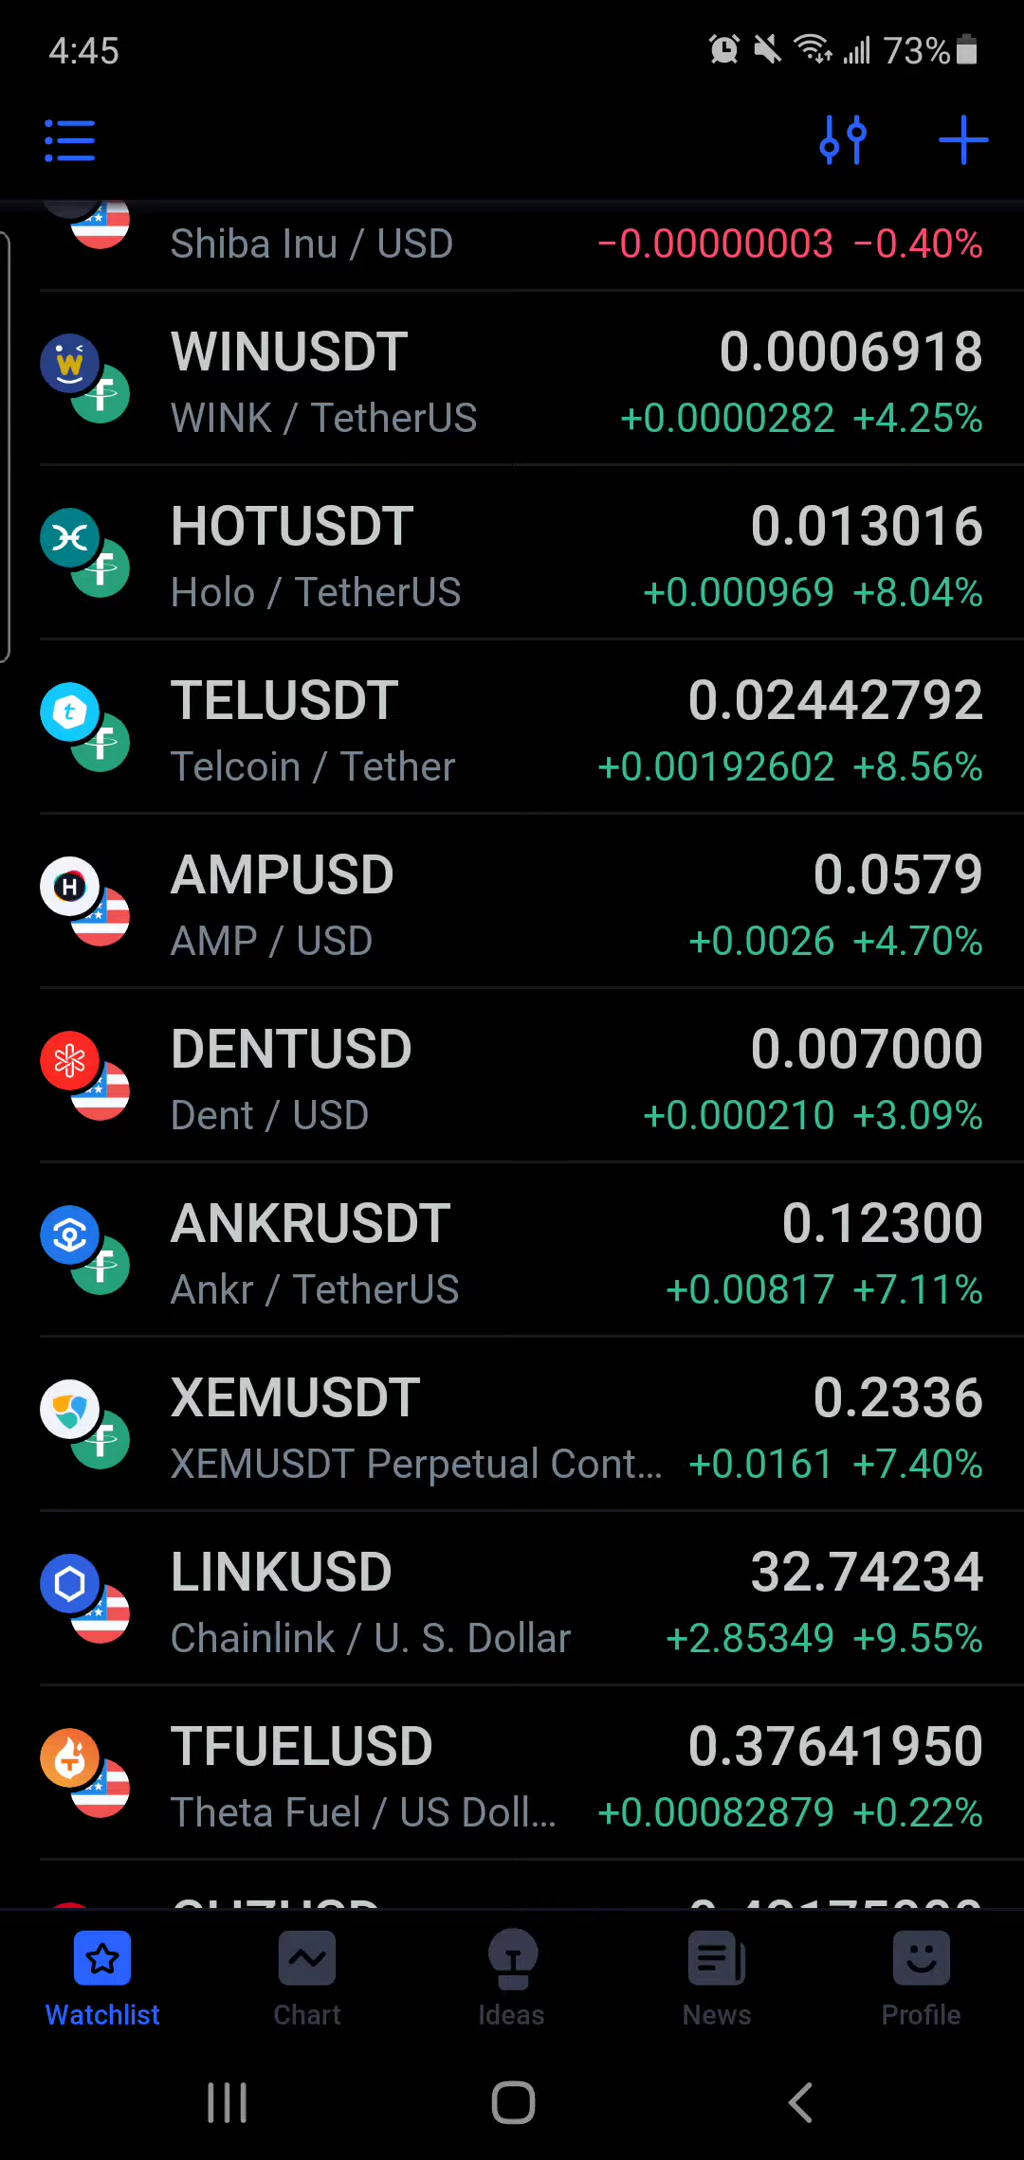 4:45 73%
Shiba Inu / USD −0.00000003 −0.40%
WINUSDT 0.0006918
WINK / TetherUS +0.0000282 +4.25%
HOTUSDT 0.013016
Holo / TetherUS +0.000969 +8.04%
TELUSDT 0.02442792
Telcoin / Tether +0.00192602 +8.56%
AMPUSD 0.0579
AMP / USD +0.0026 +4.70%
DENTUSD 0.007000
Dent / USD +0.000210 +3.09%
ANKRUSDT 0.12300
Ankr / TetherUS +0.00817 +7.11%
XEMUSDT 0.2336
XEMUSDT Perpetual Cont... +0.0161 +7.40%
LINKUSD 32.74234
Chainlink / U. S. Dollar +2.85349 +9.55%
TFUELUSD 0.37641950
Theta Fuel / US Doll... +0.00082879 +0.22%
Watchlist Chart Ideas News Profile